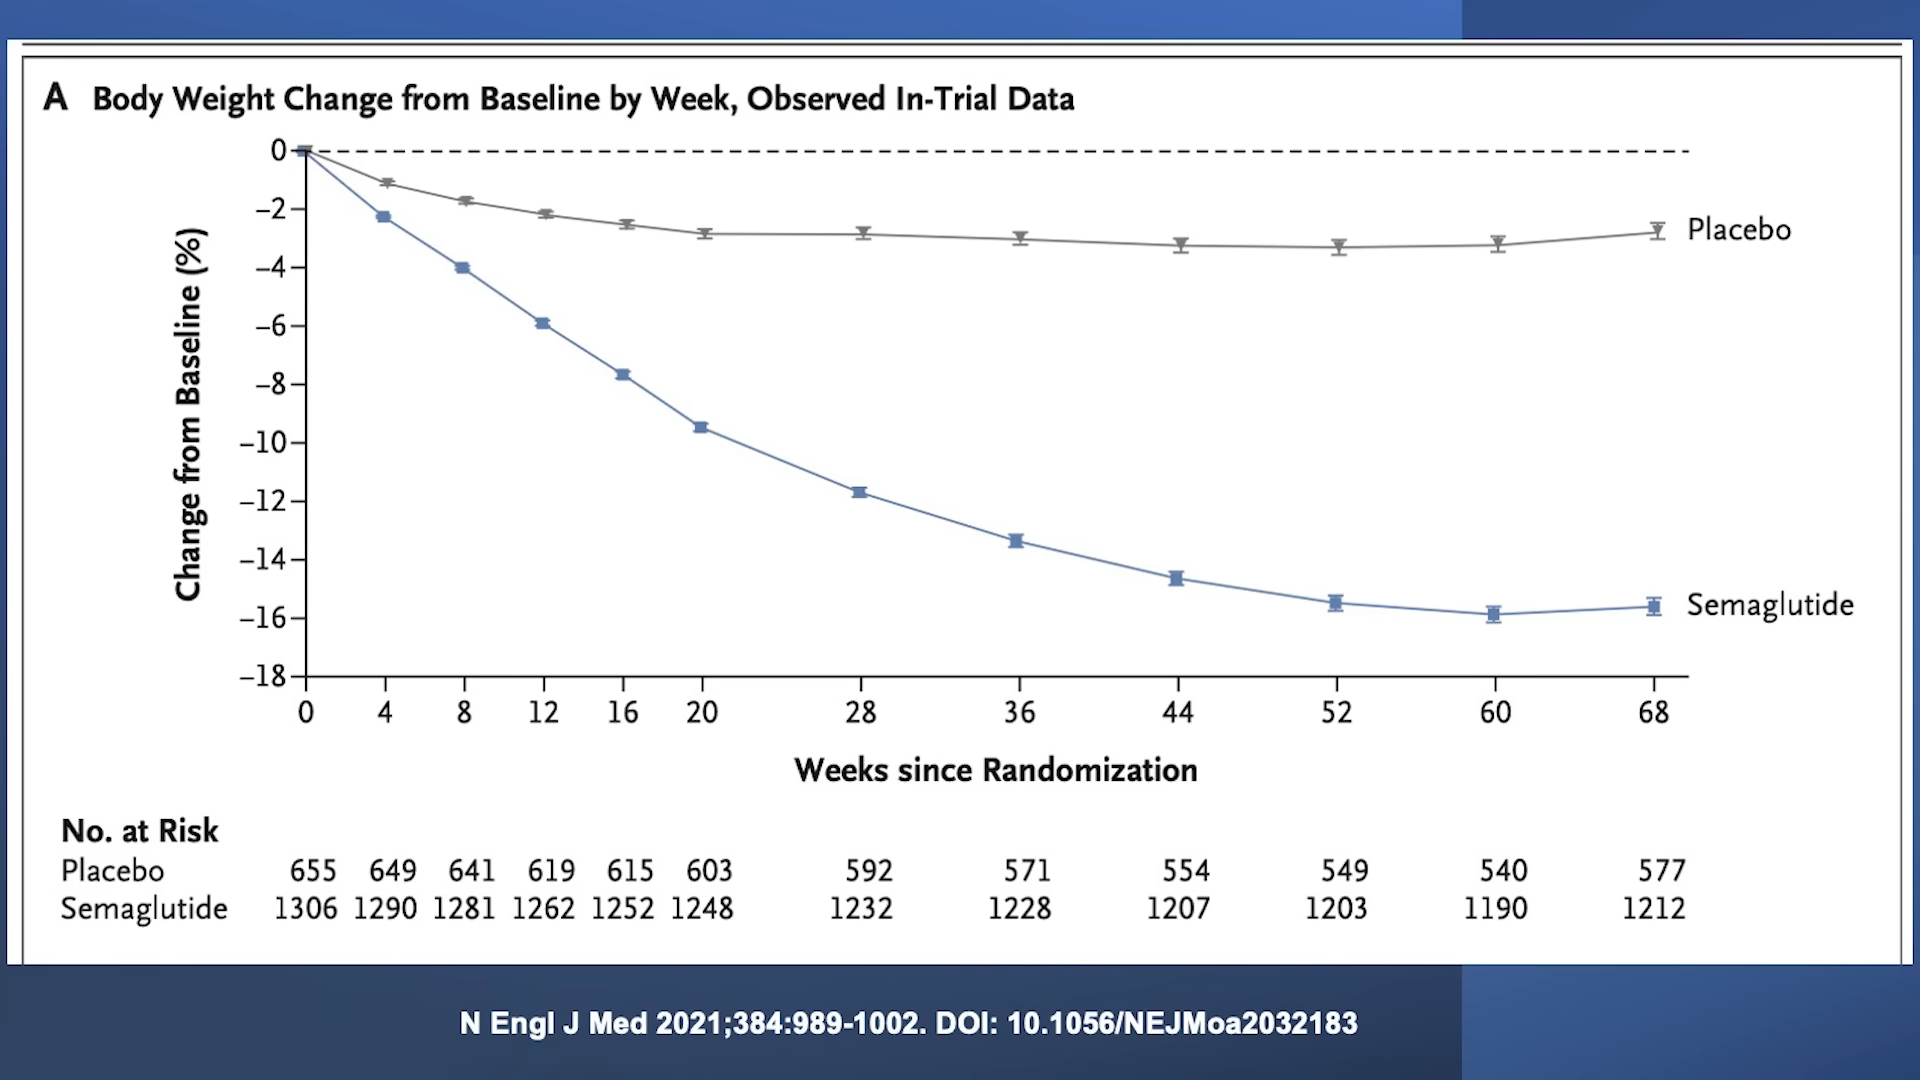 A Body Weight Change from Baseline by Week, Observed In-Trial Data
0
–2
–4
–6
–8
–10
–12
–14
–16
–18
Change from Baseline (%)
Placebo
Semaglutide
0 4 8 12 16 20 28 36 44 52 60 68
Weeks since Randomization
No. at Risk
Placebo 655 649 641 619 615 603 592 571 554 549 540 577
Semaglutide 1306 1290 1281 1262 1252 1248 1232 1228 1207 1203 1190 1212
N Engl J Med 2021;384:989-1002. DOI: 10.1056/NEJMoa2032183